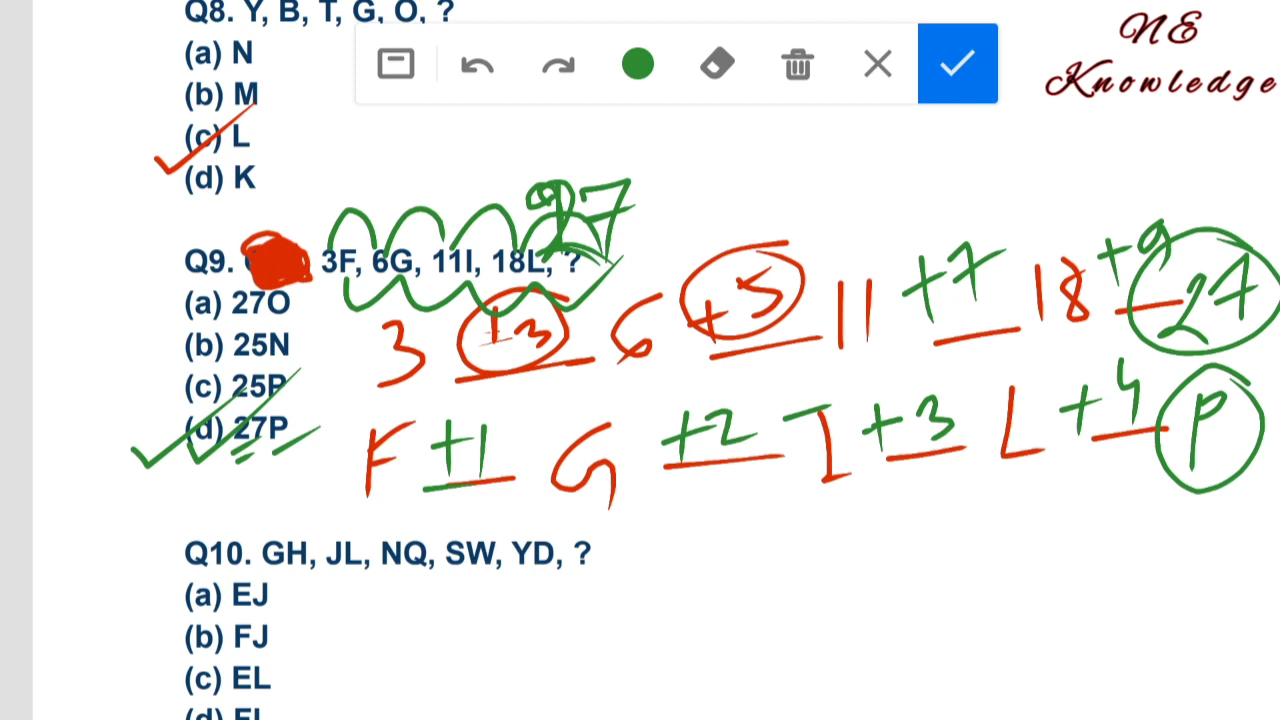 Q8. Y, B, T, G, O, ?
(a) N
(b) M
(c) L
(d) K
NE
Knowledge
27
Q9. 3F, 6G, 11I, 18L, ?
(a) 27O
(b) 25N
(c) 25P
(d) 27P
3 +3 6 +5 11 +7 18 +9 27
F +1 G +2 I +3 L +4 P
Q10. GH, JL, NQ, SW, YD, ?
(a) EJ
(b) FJ
(c) EL